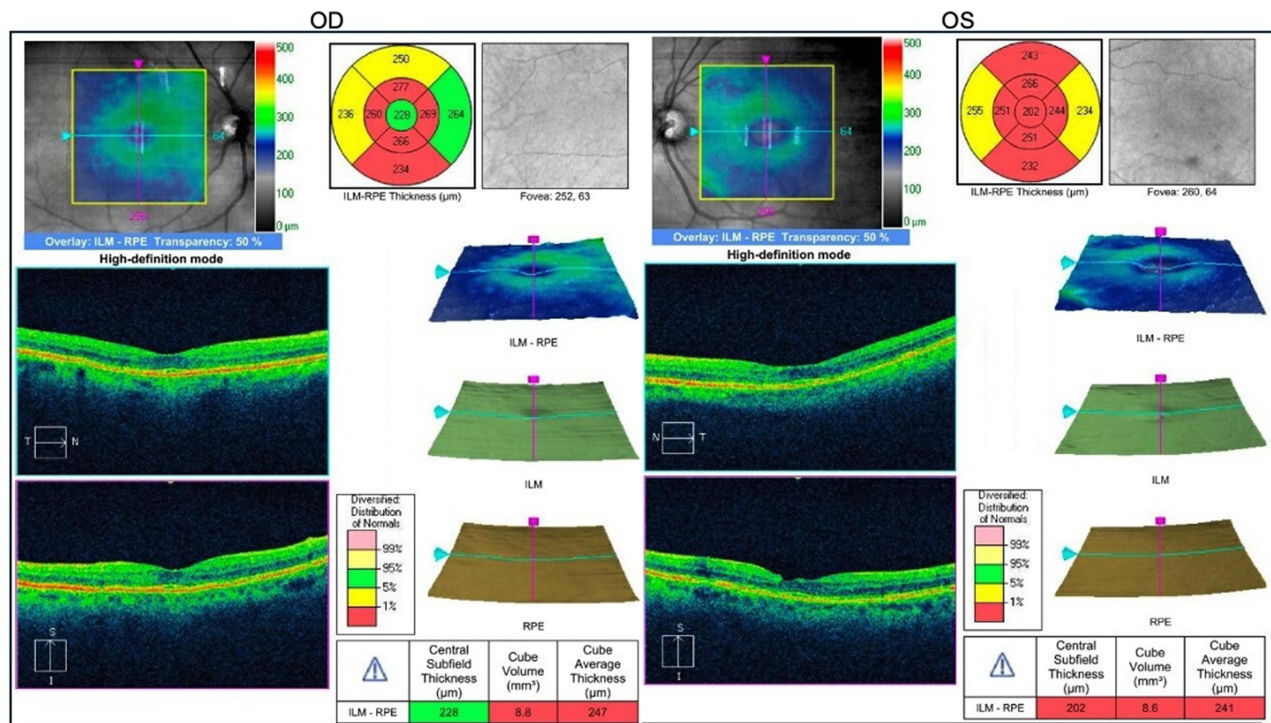 OD
OS
500
400
300
200
100
0 µm
64
Overlay: ILM - RPE Transparency: 50 %
250
277
236
260
228
269
264
266
234
ILM-RPE Thickness (µm)
Fovea: 252, 63
High-definition mode
T
N
S
I
ILM - RPE
ILM
RPE
Diversified:
Distribution
of Normals
99%
95%
5%
1%
Central
Subfield
Thickness
(µm)
Cube
Volume
(mm³)
Cube
Average
Thickness
(µm)
ILM - RPE
228
8.8
247
500
400
300
200
100
0 µm
64
Overlay: ILM - RPE Transparency: 50 %
243
266
255
251
202
244
234
251
232
ILM-RPE Thickness (µm)
Fovea: 260, 64
High-definition mode
N
T
S
I
ILM - RPE
ILM
RPE
Diversified:
Distribution
of Normals
99%
95%
5%
1%
Central
Subfield
Thickness
(µm)
Cube
Volume
(mm³)
Cube
Average
Thickness
(µm)
ILM - RPE
202
8.6
241